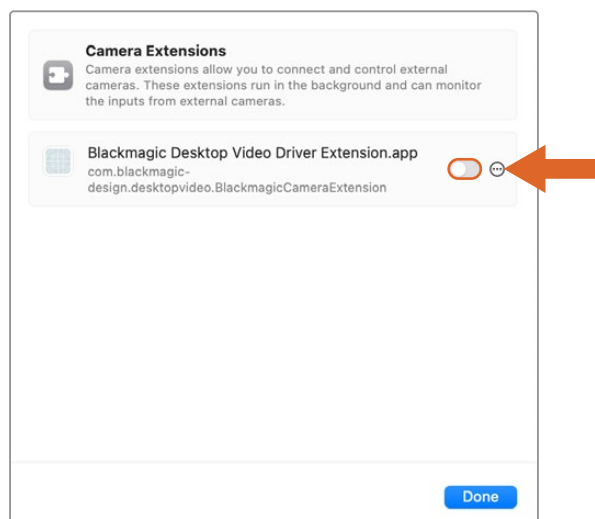 Camera Extensions
Camera extensions allow you to connect and control external
cameras. These extensions run in the background and can monitor
the inputs from external cameras.
Blackmagic Desktop Video Driver Extension.app
com.blackmagic-
design.desktopvideo.BlackmagicCameraExtension
Done